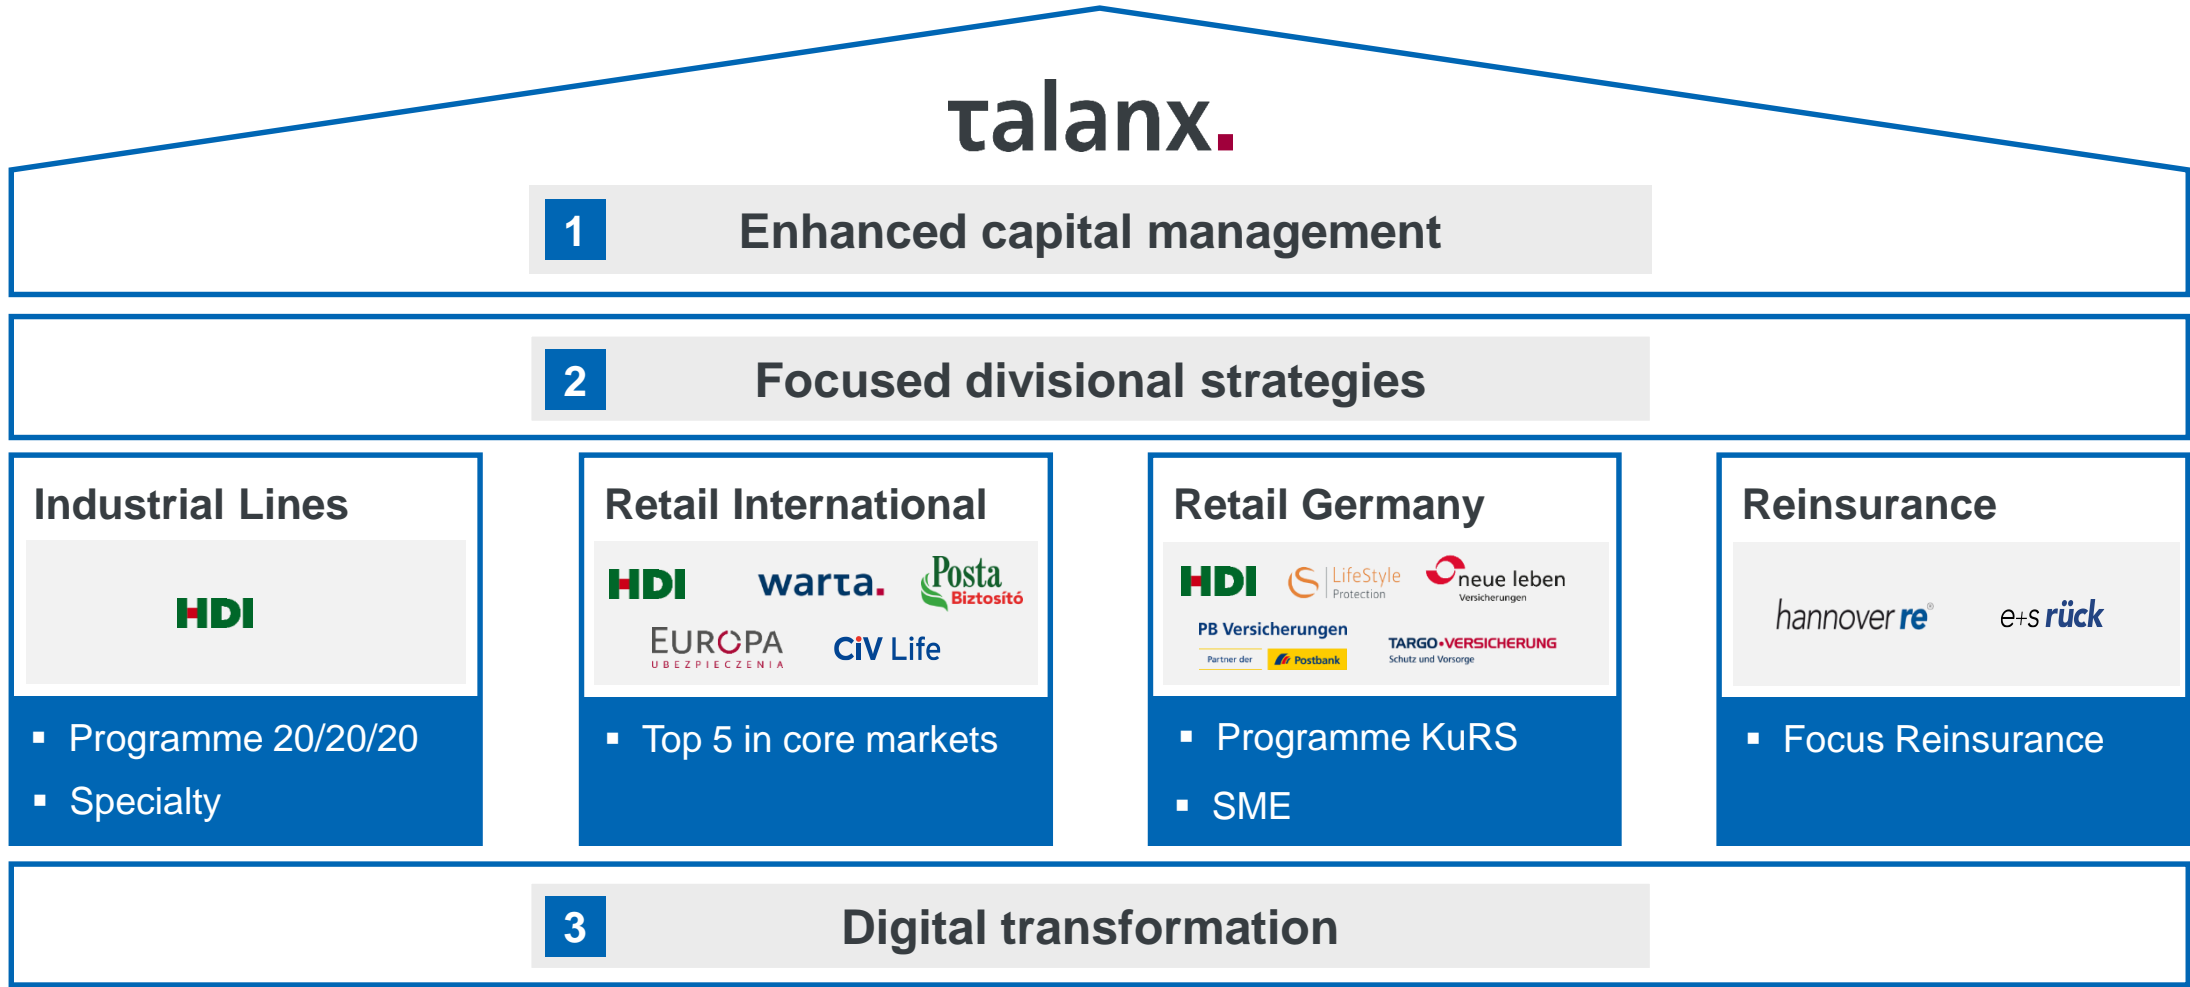 talanx.
1 Enhanced capital management
2 Focused divisional strategies
Industrial Lines
HDI
▪ Programme 20/20/20
▪ Specialty
Retail International
HDI
warta.
Posta
Biztosító
EUROPA
UBEZPIECZENIA
CiV Life
▪ Top 5 in core markets
Retail Germany
HDI
S LifeStyle
Protection
neue leben
Versicherungen
PB Versicherungen
Partner der Postbank
TARGO•VERSICHERUNG
Schutz und Vorsorge
▪ Programme KuRS
▪ SME
Reinsurance
hannover re®
e+s rück
▪ Focus Reinsurance
3 Digital transformation